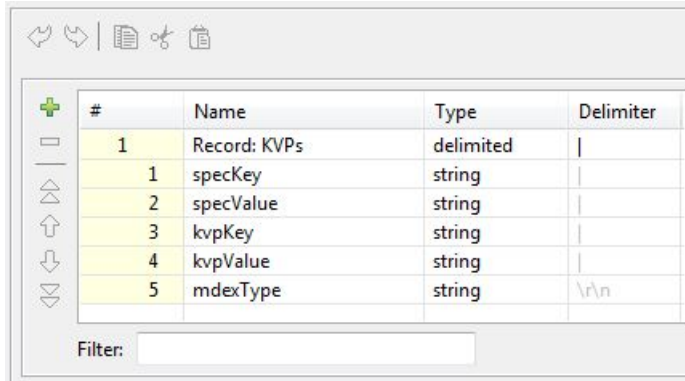 # Name Type Delimiter
1 Record: KVPs delimited |
1 specKey string |
2 specValue string |
3 kvpKey string |
4 kvpValue string |
5 mdexType string \r\n
Filter: